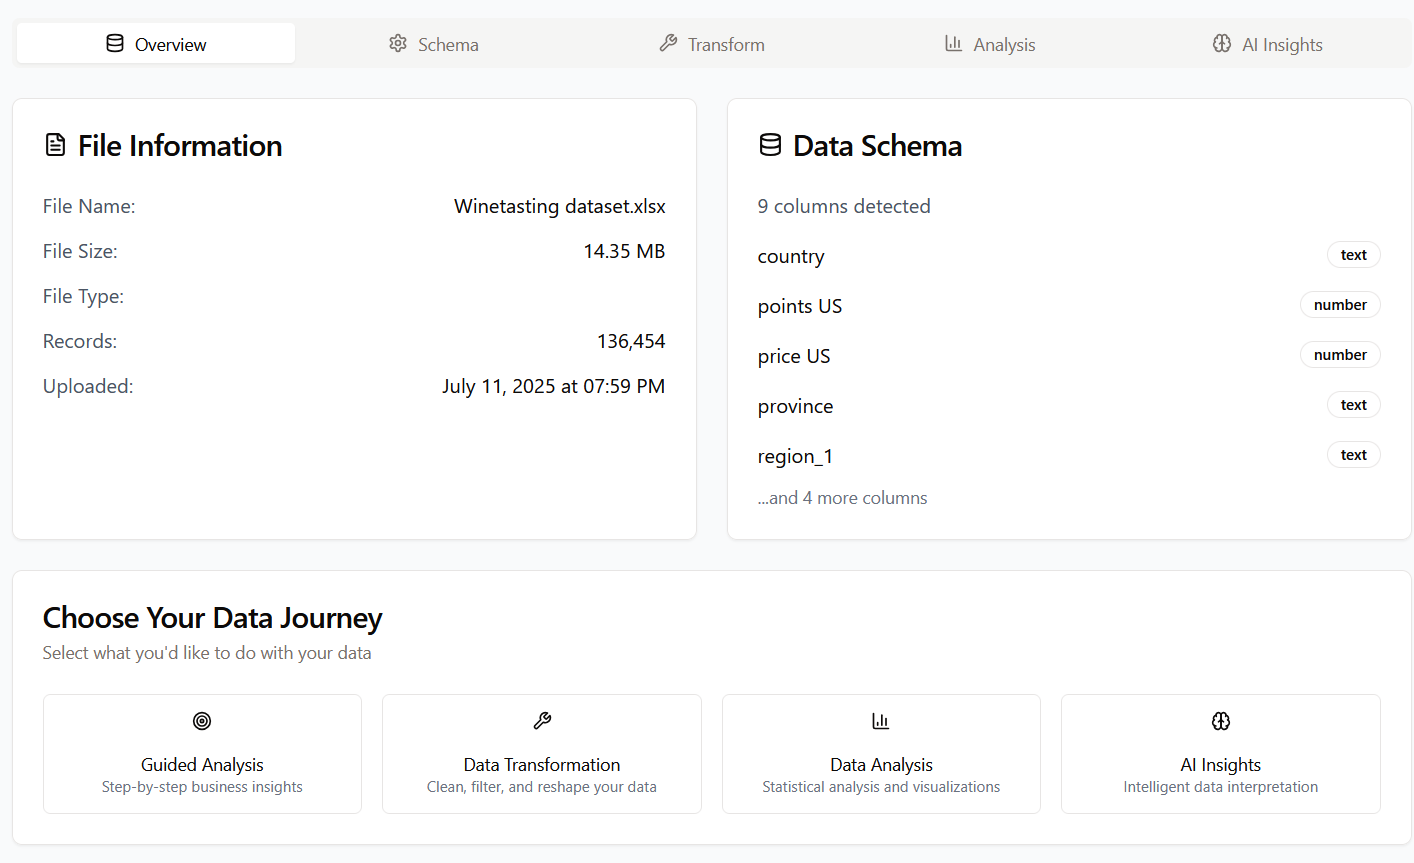 Overview Schema Transform Analysis AI Insights
File Information
File Name: Winetasting dataset.xlsx
File Size: 14.35 MB
File Type:
Records: 136,454
Uploaded: July 11, 2025 at 07:59 PM
Data Schema
9 columns detected
country text
points US number
price US number
province text
region_1 text
...and 4 more columns
Choose Your Data Journey
Select what you'd like to do with your data
Guided Analysis
Step-by-step business insights
Data Transformation
Clean, filter, and reshape your data
Data Analysis
Statistical analysis and visualizations
AI Insights
Intelligent data interpretation